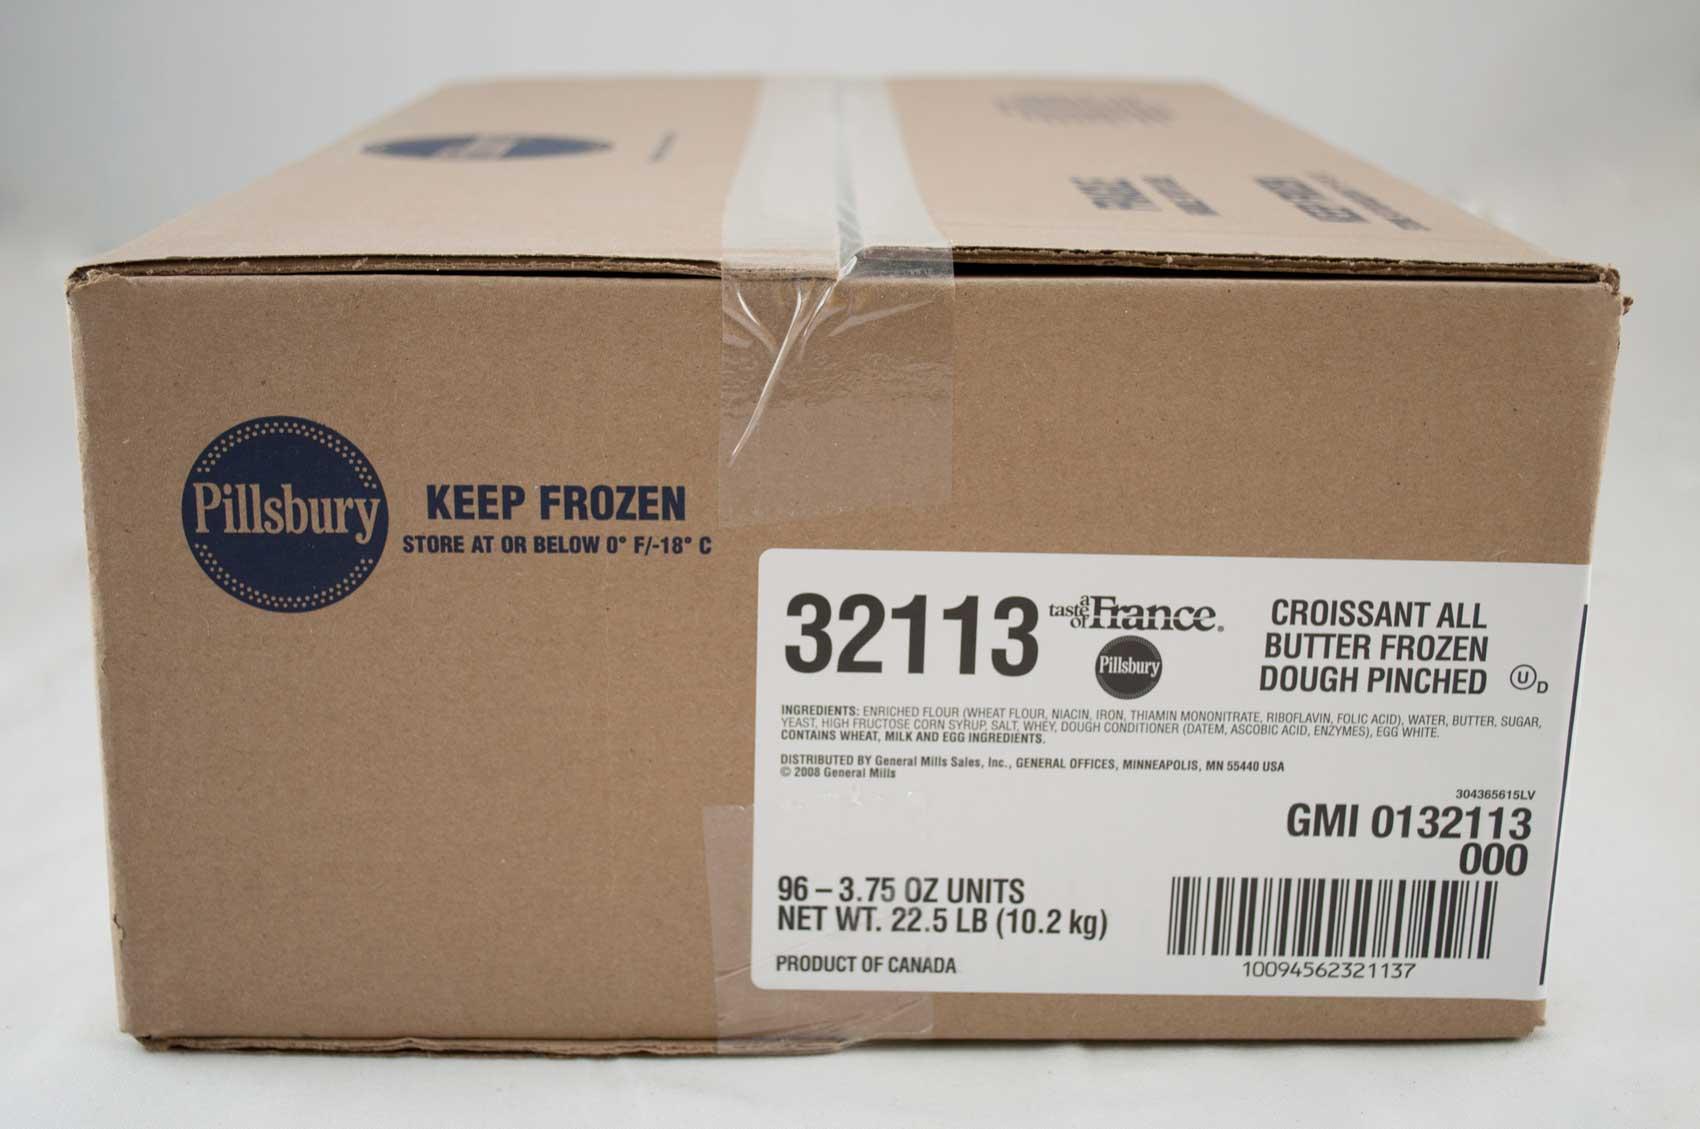 Pillsbury
KEEP FROZEN
STORE AT OR BELOW 0° F/-18° C
32113
a taste of France.
Pillsbury
CROISSANT ALL
BUTTER FROZEN
DOUGH PINCHED
U D
INGREDIENTS: ENRICHED FLOUR (WHEAT FLOUR, NIACIN, IRON, THIAMIN MONONITRATE, RIBOFLAVIN, FOLIC ACID), WATER, BUTTER, SUGAR,
YEAST, HIGH FRUCTOSE CORN SYRUP, SALT, WHEY, DOUGH CONDITIONER (DATEM, ASCORBIC ACID, ENZYMES), EGG WHITE.
CONTAINS WHEAT, MILK AND EGG INGREDIENTS.
DISTRIBUTED BY General Mills Sales, Inc., GENERAL OFFICES, MINNEAPOLIS, MN 55440 USA
© 2008 General Mills
304365615LV
GMI 0132113
000
96 – 3.75 OZ UNITS
NET WT. 22.5 LB (10.2 kg)
PRODUCT OF CANADA
10094562321137